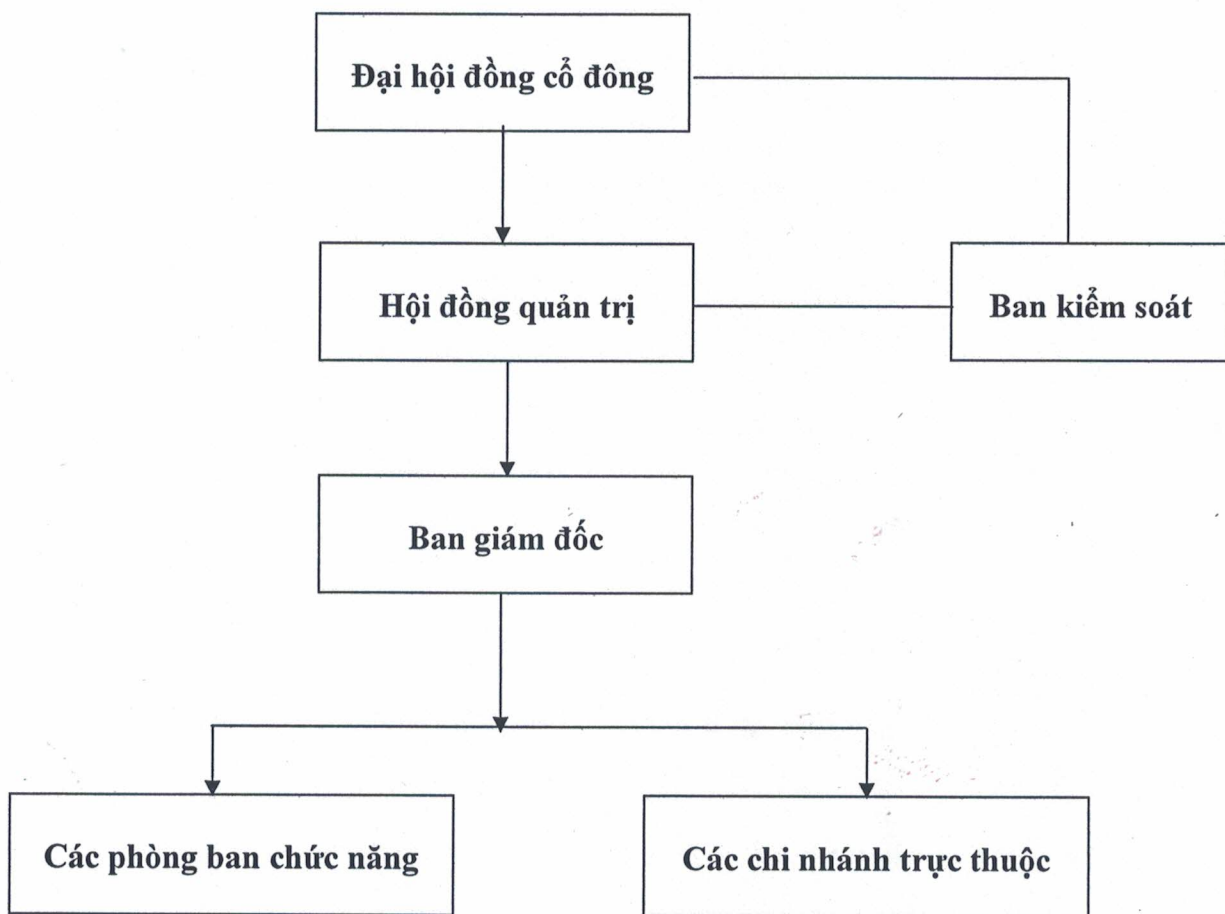 Đại hội đồng cổ đông
Hội đồng quản trị
Ban kiểm soát
Ban giám đốc
Các phòng ban chức năng
Các chi nhánh trực thuộc